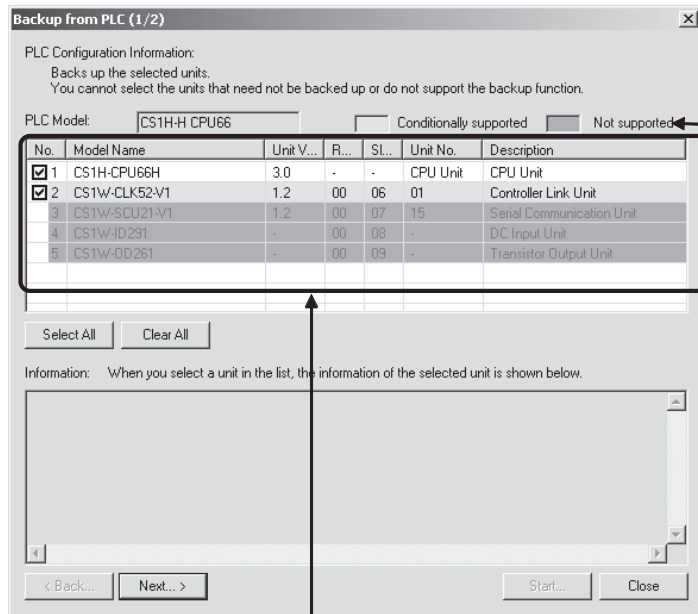 Backup from PLC (1/2)
PLC Configuration Information:
Backs up the selected units.
You cannot select the units that need not be backed up or do not support the backup function.
PLC Model: CS1H-H CPU66 Conditionally supported Not supported
No. Model Name Unit V... R... Sl... Unit No. Description
1 CS1H-CPU66H 3.0 - - CPU Unit CPU Unit
2 CS1W-CLK52-V1 1.2 00 06 01 Controller Link Unit
3 CS1W-SCU21-V1 1.2 00 07 15 Serial Communication Unit
4 CS1W-ID291 - 00 08 - DC Input Unit
5 CS1W-OD261 - 00 09 - Transistor Output Unit
Select All Clear All
Information: When you select a unit in the list, the information of the selected unit is shown below.
< Back... Next... > Start... Close